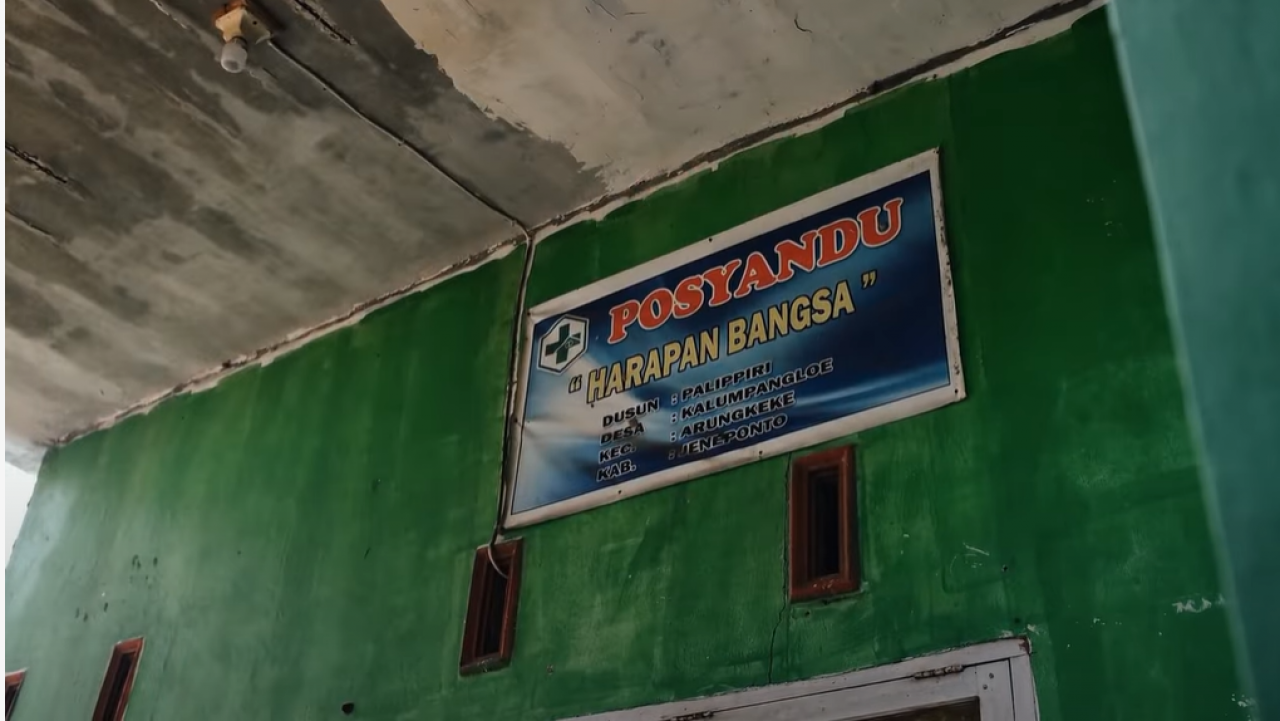 POSYANDU
“ HARAPAN BANGSA ”
DUSUN : PALIPPIRI
DESA : KALUMPANGLOE
KEC. : ARUNGKEKE
KAB. : JENEPONTO